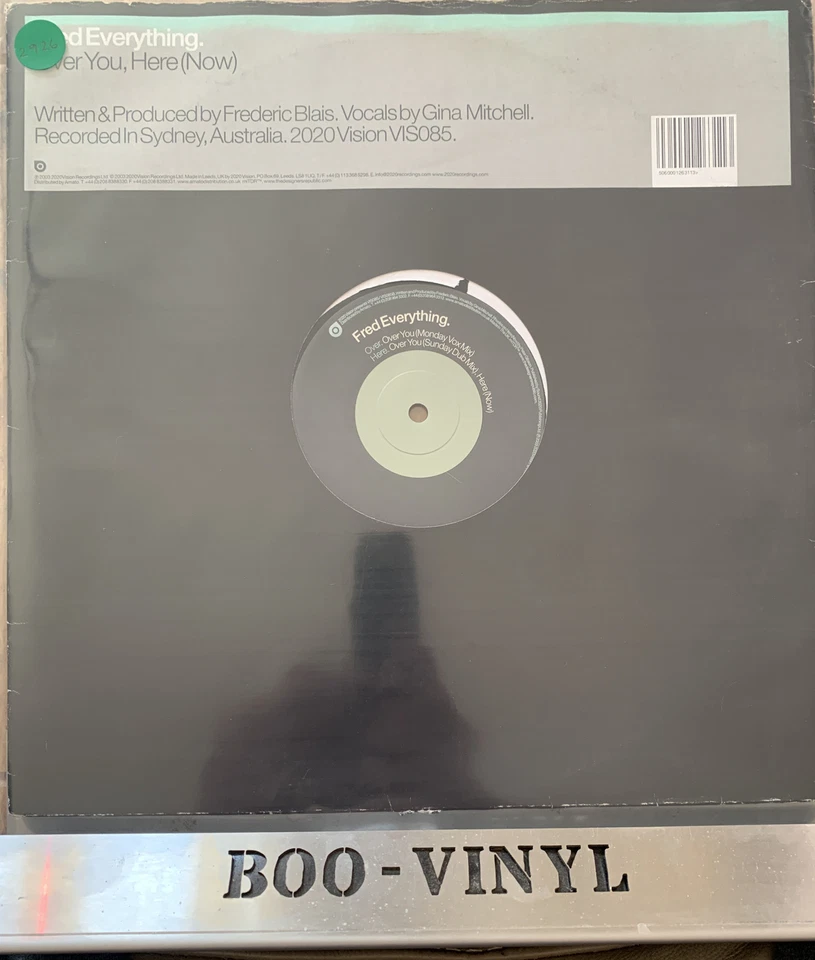 2926
ed Everything.
ver You, Here (Now)
Written & Produced by Frederic Blais. Vocals by Gina Mitchell.
Recorded In Sydney, Australia. 2020 Vision VIS085.
Fred Everything.
Over. Over You (Monday Vox Mix)
Here. Over You (Sunday Dub Mix), Here (Now)
BOO-VINYL